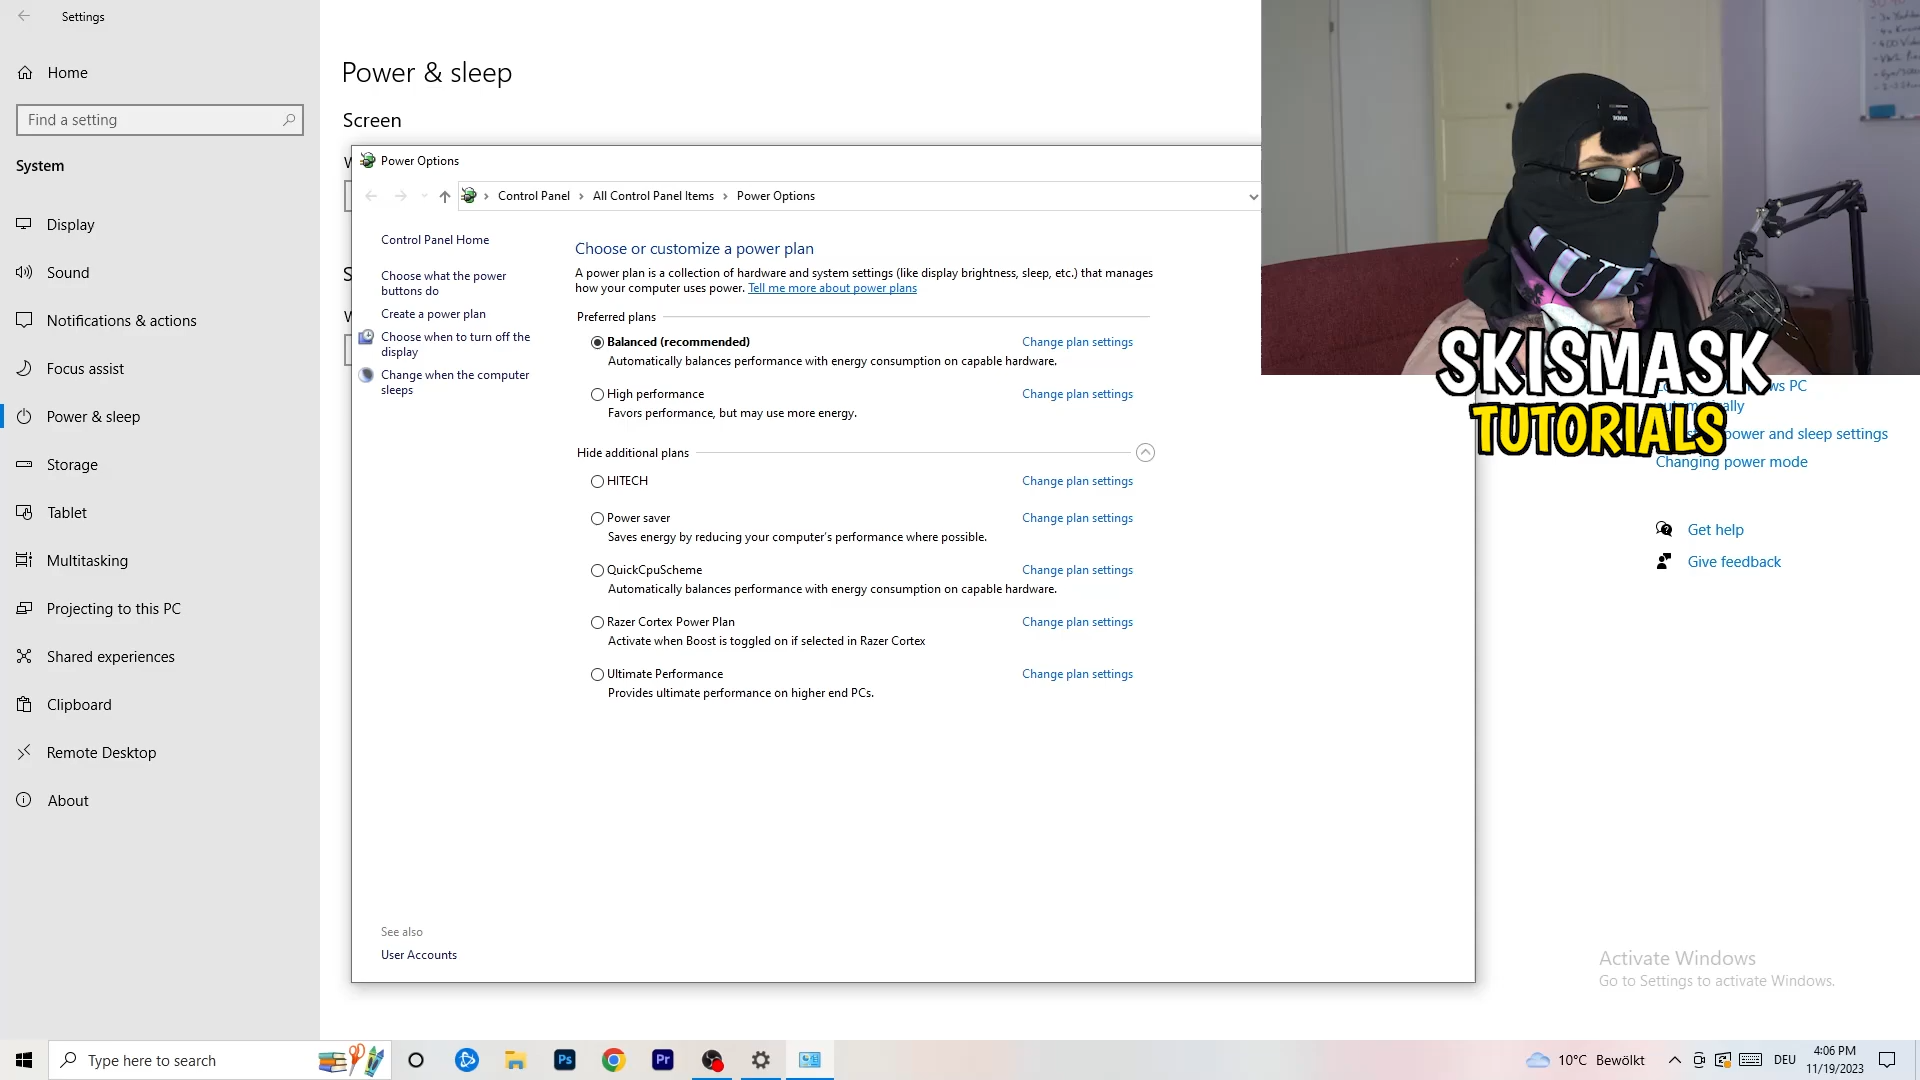 Settings
Home
Find a setting
System
Display
Sound
Notifications & actions
Focus assist
Power & sleep
Storage
Tablet
Multitasking
Projecting to this PC
Shared experiences
Clipboard
Remote Desktop
About
Power & sleep
Screen
Power Options
Control Panel › All Control Panel Items › Power Options
Control Panel Home
Choose what the power
buttons do
Create a power plan
Choose when to turn off the
display
Change when the computer
sleeps
Choose or customize a power plan
A power plan is a collection of hardware and system settings (like display brightness, sleep, etc.) that manages
how your computer uses power. Tell me more about power plans
Preferred plans
Balanced (recommended) Change plan settings
Automatically balances performance with energy consumption on capable hardware.
High performance Change plan settings
Favors performance, but may use more energy.
Hide additional plans
HITECH Change plan settings
Power saver Change plan settings
Saves energy by reducing your computer's performance where possible.
QuickCpuScheme Change plan settings
Automatically balances performance with energy consumption on capable hardware.
Razer Cortex Power Plan Change plan settings
Activate when Boost is toggled on if selected in Razer Cortex
Ultimate Performance Change plan settings
Provides ultimate performance on higher end PCs.
See also
User Accounts
SKISMASK
TUTORIALS
PC
power and sleep settings
Changing power mode
Get help
Give feedback
Activate Windows
Go to Settings to activate Windows.
Type here to search
Ps
Pr
10°C Bewölkt
DEU
4:06 PM
11/19/2023